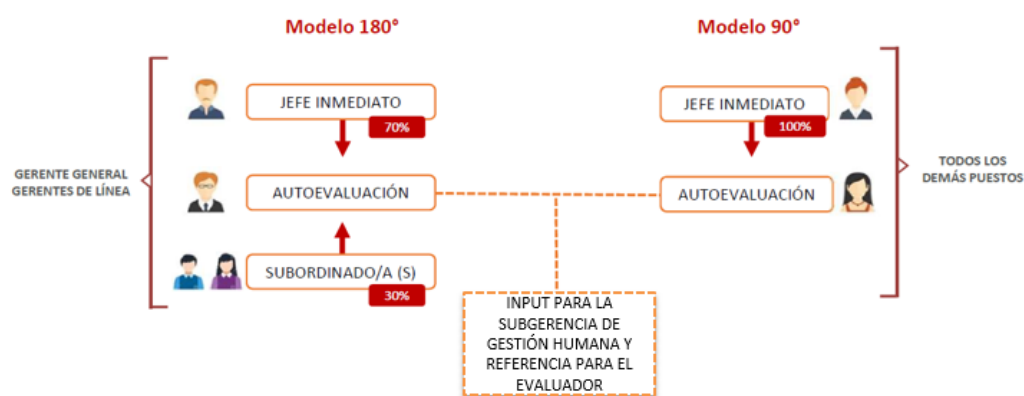 Modelo 180°
Modelo 90°
JEFE INMEDIATO
70%
JEFE INMEDIATO
100%
GERENTE GENERAL
GERENTES DE LÍNEA
AUTOEVALUACIÓN
AUTOEVALUACIÓN
TODOS LOS
DEMÁS PUESTOS
SUBORDINADO/A (S)
30%
INPUT PARA LA
SUBGERENCIA DE
GESTIÓN HUMANA Y
REFERENCIA PARA EL
EVALUADOR